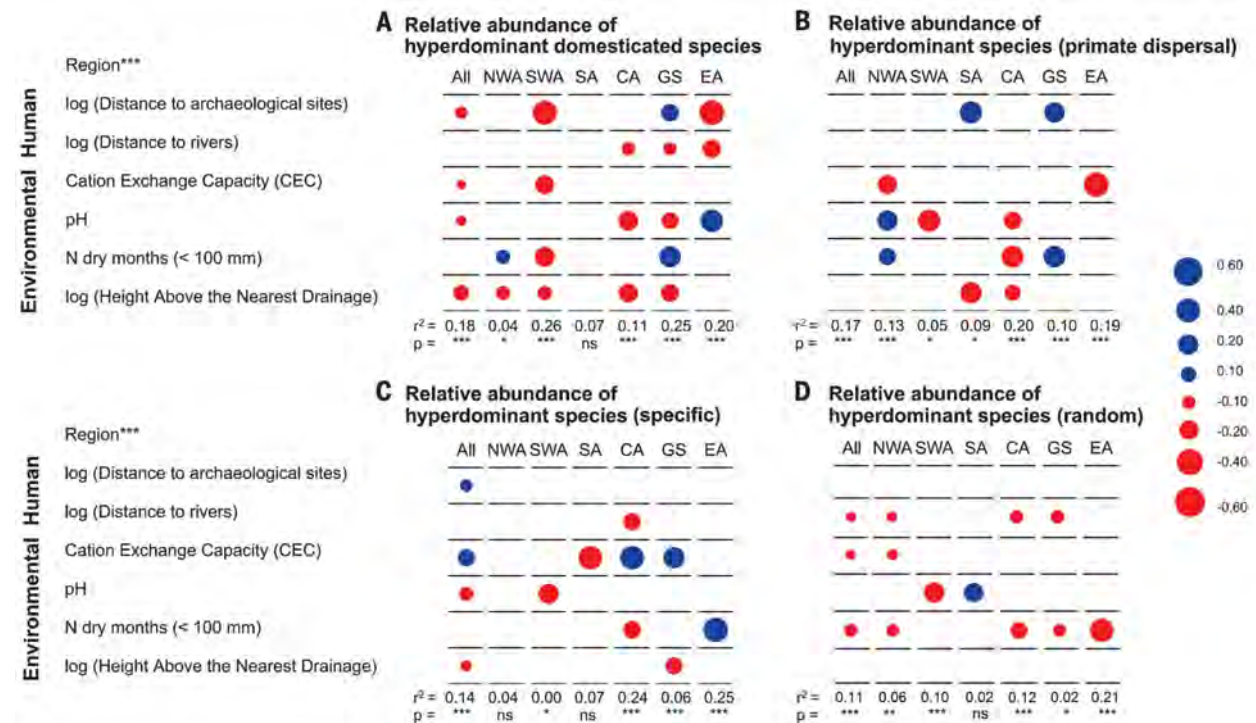 A Relative abundance of
hyperdominant domesticated species
Region***
All NWA SWA SA CA GS EA
Environmental Human
log (Distance to archaeological sites)
log (Distance to rivers)
Cation Exchange Capacity (CEC)
pH
N dry months (< 100 mm)
log (Height Above the Nearest Drainage)
r² = 0.18 0.04 0.26 0.07 0.11 0.25 0.20
p = *** * *** ns *** *** ***
B Relative abundance of
hyperdominant species (primate dispersal)
All NWA SWA SA CA GS EA
r² = 0.17 0.13 0.05 0.09 0.20 0.10 0.19
p = *** *** * * *** *** ***
0.60
0.40
0.20
0.10
-0.10
-0.20
-0.40
-0.60
C Relative abundance of
hyperdominant species (specific)
Region***
All NWA SWA SA CA GS EA
Environmental Human
log (Distance to archaeological sites)
log (Distance to rivers)
Cation Exchange Capacity (CEC)
pH
N dry months (< 100 mm)
log (Height Above the Nearest Drainage)
r² = 0.14 0.04 0.00 0.07 0.24 0.06 0.25
p = *** ns * ns *** *** ***
D Relative abundance of
hyperdominant species (random)
All NWA SWA SA CA GS EA
r² = 0.11 0.06 0.10 0.02 0.12 0.02 0.21
p = *** ** *** ns *** * ***